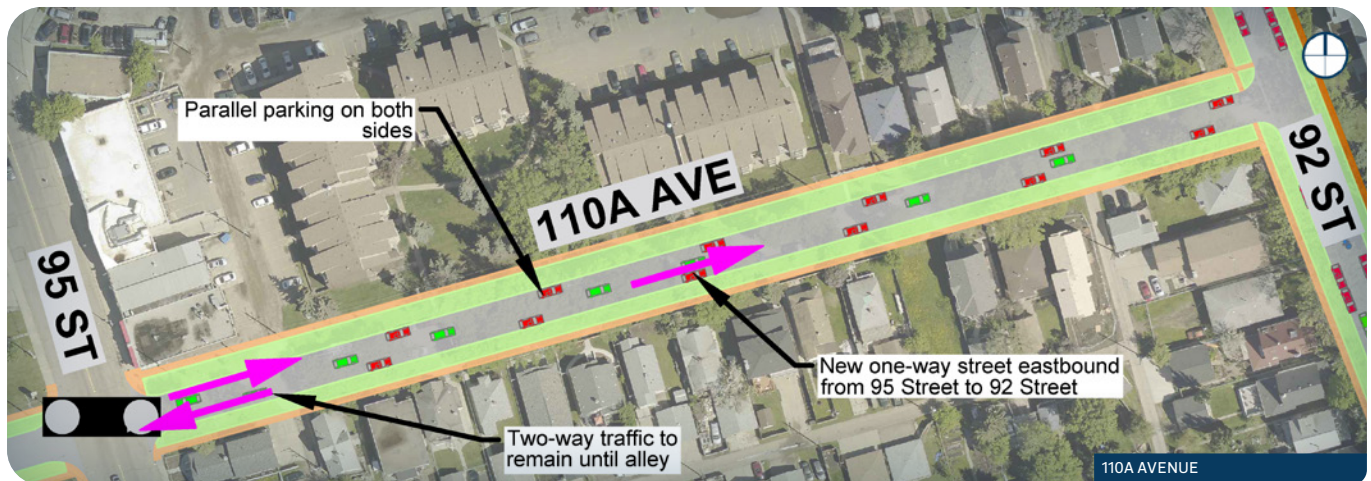 Parallel parking on both
sides
110A AVE
95 ST
92 ST
New one-way street eastbound
from 95 Street to 92 Street
Two-way traffic to
remain until alley
110A AVENUE